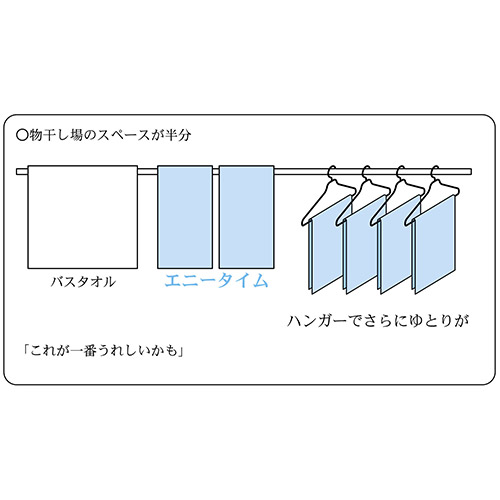 〇物干し場のスペースが半分
バスタオル
エニータイム
ハンガーでさらにゆとりが
「これが一番うれしいかも」